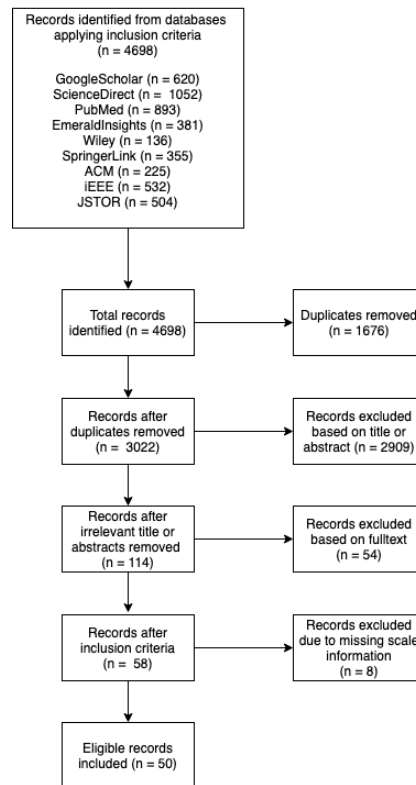 Records identified from databases
applying inclusion criteria
(n = 4698)
GoogleScholar (n = 620)
ScienceDirect (n = 1052)
PubMed (n = 893)
EmeraldInsights (n = 381)
Wiley (n = 136)
SpringerLink (n = 355)
ACM (n = 225)
iEEE (n = 532)
JSTOR (n = 504)
Total records
identified (n = 4698)
Duplicates removed
(n = 1676)
Records after
duplicates removed
(n = 3022)
Records excluded
based on title or
abstract (n = 2909)
Records after
irrelevant title or
abstracts removed
(n = 114)
Records excluded
based on fulltext
(n = 54)
Records after
inclusion criteria
(n = 58)
Records excluded
due to missing scale
information
(n = 8)
Eligible records
included (n = 50)